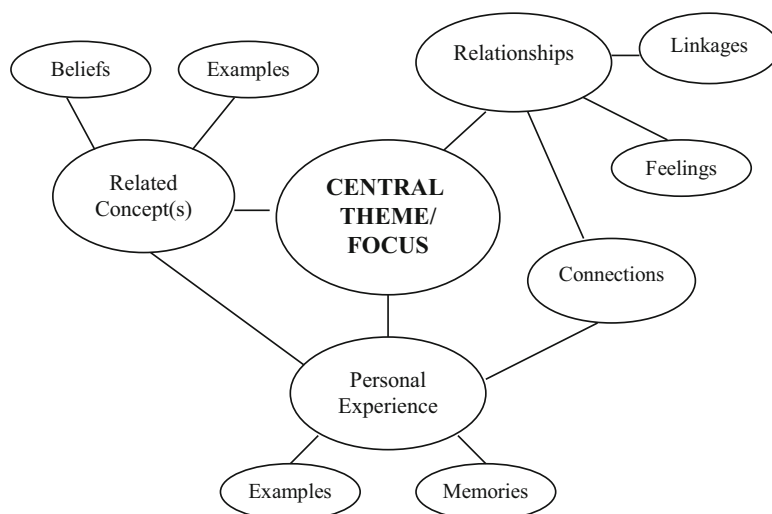 Relationships
Linkages
Beliefs
Examples
Related
Concept(s)
CENTRAL
THEME/
FOCUS
Feelings
Connections
Personal
Experience
Examples
Memories